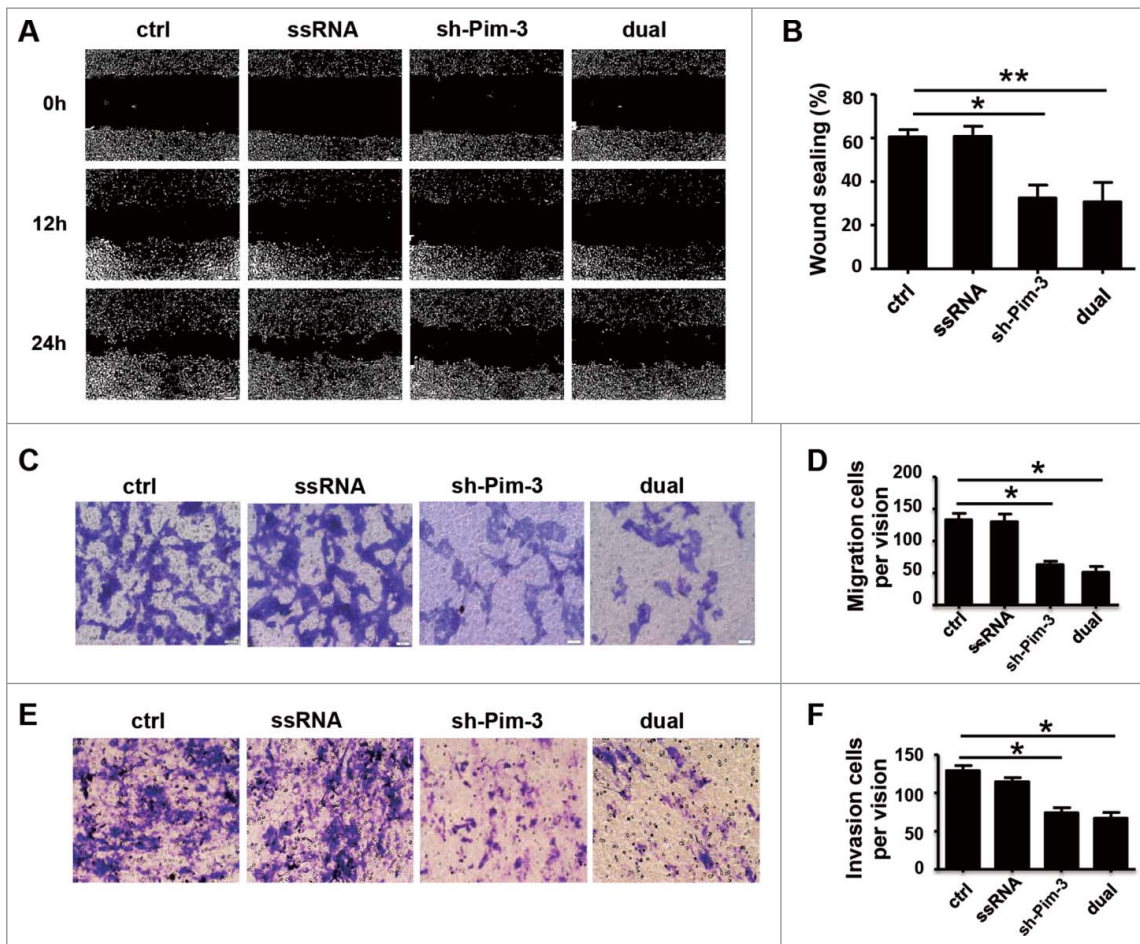 A
ctrl ssRNA sh-Pim-3 dual
0h
12h
24h
B
**
*
Wound sealing (%)
80
60
40
20
0
ctrl ssRNA sh-Pim-3 dual
C
ctrl ssRNA sh-Pim-3 dual
D
*
*
Migration cells
per vision
200
150
100
50
0
ctrl ssRNA sh-Pim-3 dual
E
ctrl ssRNA sh-Pim-3 dual
F
*
*
Invasion cells
per vision
150
100
50
0
ctrl ssRNA sh-Pim-3 dual